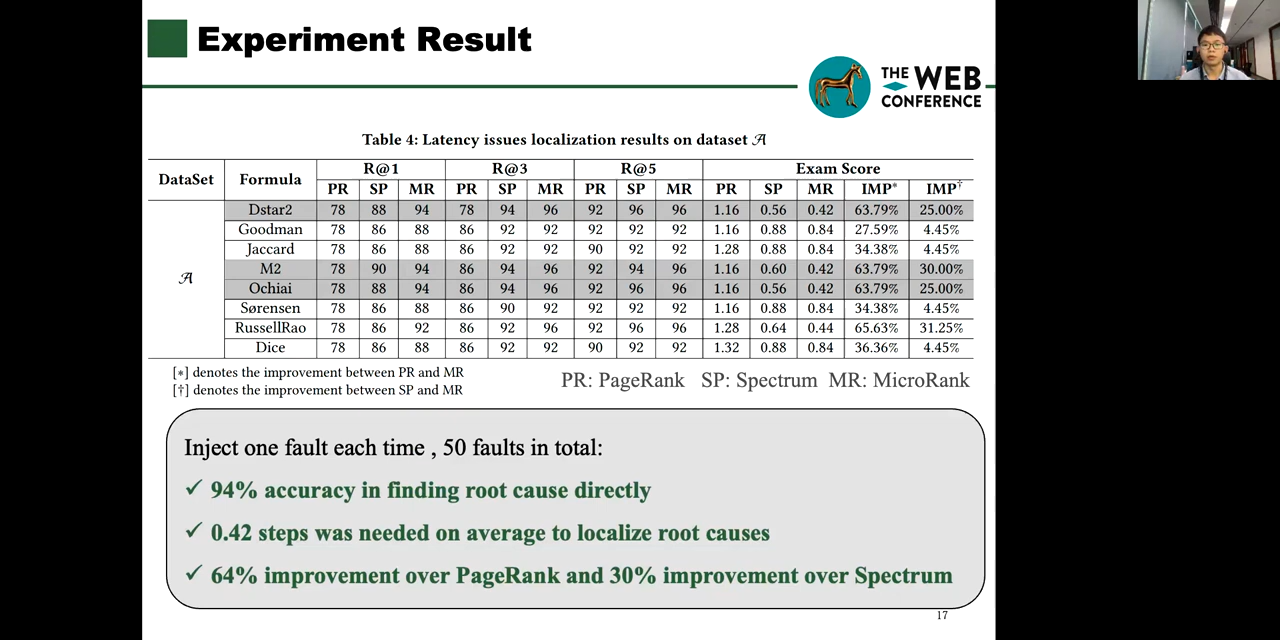 Experiment Result
THE WEB
CONFERENCE
Table 4: Latency issues localization results on dataset 𝒜
DataSet Formula R@1 R@3 R@5 Exam Score
PR SP MR PR SP MR PR SP MR PR SP MR IMP* IMP†
𝒜
Dstar2 78 88 94 78 94 96 92 96 96 1.16 0.56 0.42 63.79% 25.00%
Goodman 78 86 88 86 92 92 92 92 92 1.16 0.88 0.84 27.59% 4.45%
Jaccard 78 86 88 86 92 92 90 92 92 1.28 0.88 0.84 34.38% 4.45%
M2 78 90 94 86 94 96 92 94 96 1.16 0.60 0.42 63.79% 30.00%
Ochiai 78 88 94 86 94 96 92 96 96 1.16 0.56 0.42 63.79% 25.00%
Sørensen 78 86 88 86 90 92 92 92 92 1.16 0.88 0.84 34.38% 4.45%
RussellRao 78 86 92 86 92 96 92 96 96 1.28 0.64 0.44 65.63% 31.25%
Dice 78 86 88 86 92 92 90 92 92 1.32 0.88 0.84 36.36% 4.45%
[*] denotes the improvement between PR and MR
[†] denotes the improvement between SP and MR
PR: PageRank SP: Spectrum MR: MicroRank
Inject one fault each time , 50 faults in total:
✓ 94% accuracy in finding root cause directly
✓ 0.42 steps was needed on average to localize root causes
✓ 64% improvement over PageRank and 30% improvement over Spectrum
17